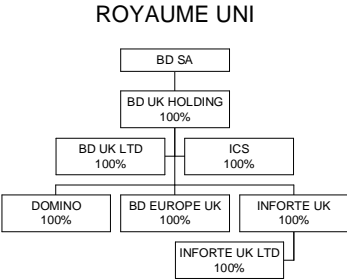 ROYAUME UNI
BD SA
BD UK HOLDING
100%
BD UK LTD
100%
ICS
100%
DOMINO
100%
BD EUROPE UK
100%
INFORTE UK
100%
INFORTE UK LTD
100%